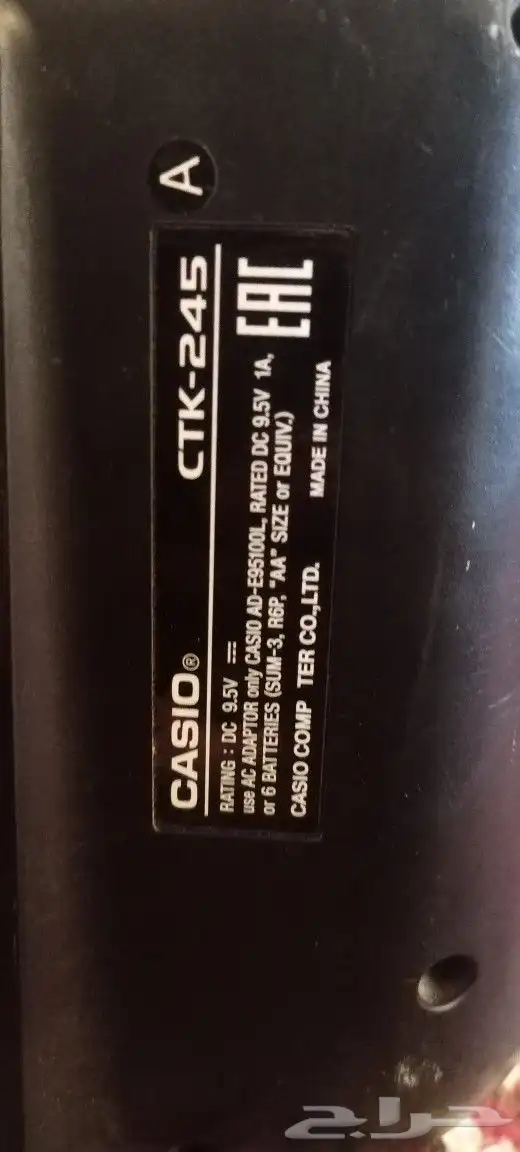 A
CASIO® CTK-245
RATING : DC 9.5V ⎓
EAC
use AC ADAPTOR only CASIO AD-E95100L, RATED DC 9.5V 1A,
or 6 BATTERIES (SUM-3, R6P, "AA" SIZE or EQUIV.)
CASIO COMP TER CO.,LTD. MADE IN CHINA
حراج